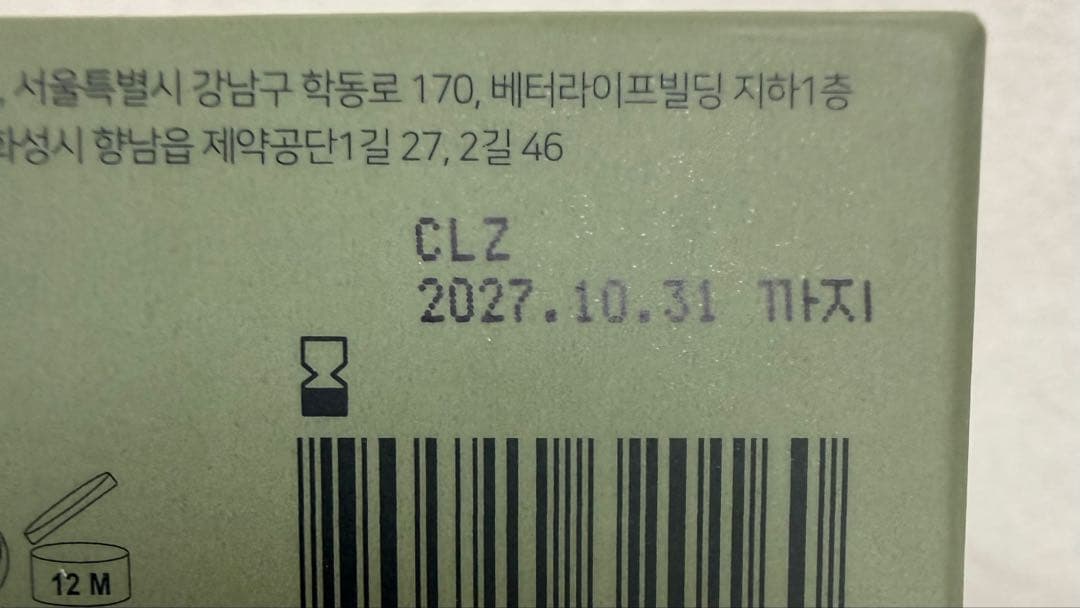 , 서울특별시 강남구 학동로 170, 베터라이프빌딩 지하1층
화성시 향남읍 제약공단1길 27, 2길 46
CLZ
2027.10.31 까지
12 M